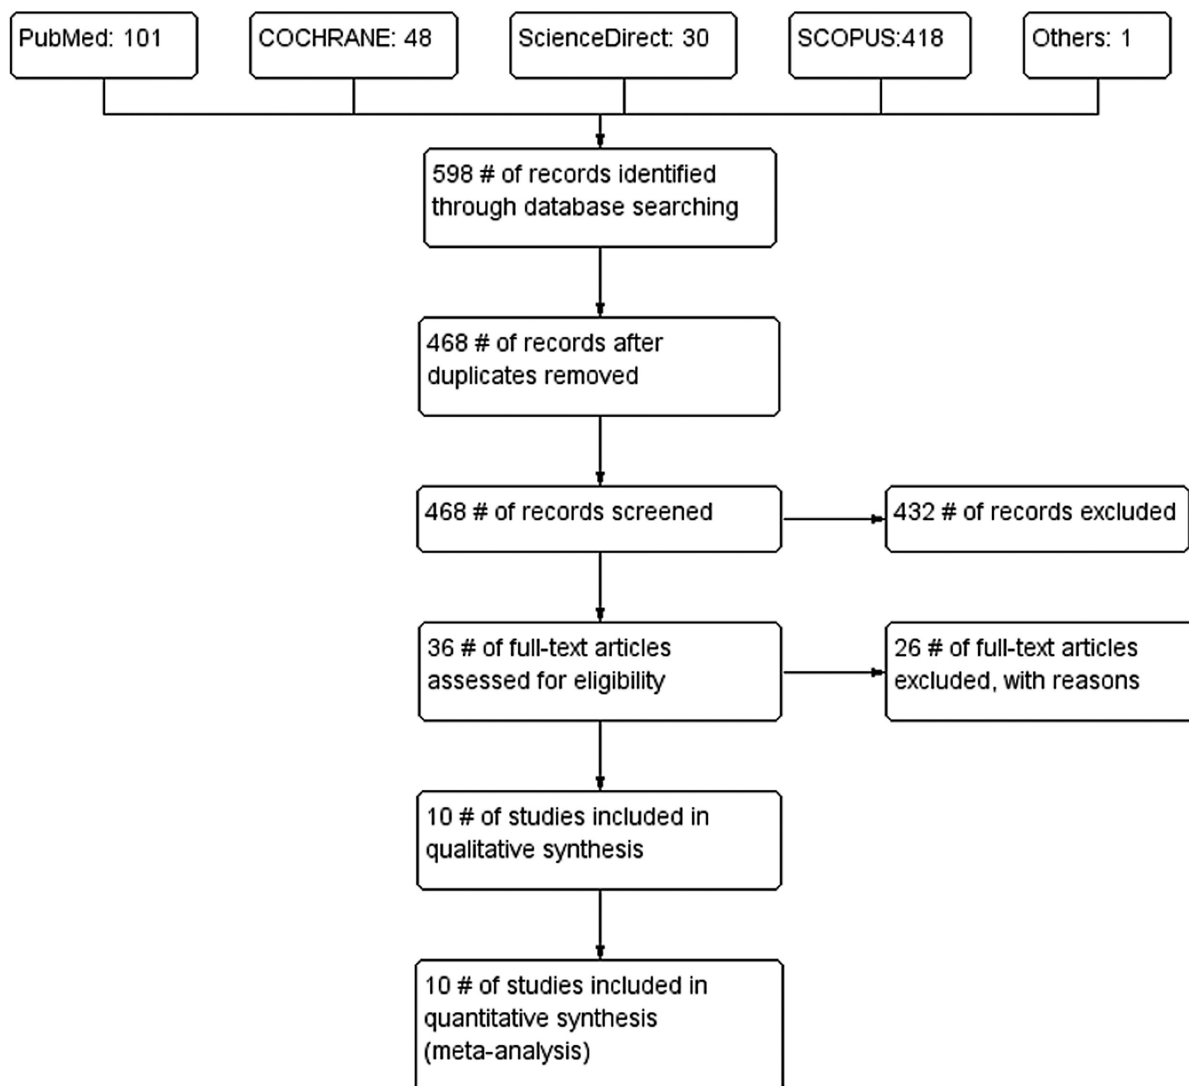 PubMed: 101
COCHRANE: 48
ScienceDirect: 30
SCOPUS:418
Others: 1
598 # of records identified
through database searching
468 # of records after
duplicates removed
468 # of records screened
432 # of records excluded
36 # of full-text articles
assessed for eligibility
26 # of full-text articles
excluded, with reasons
10 # of studies included in
qualitative synthesis
10 # of studies included in
quantitative synthesis
(meta-analysis)